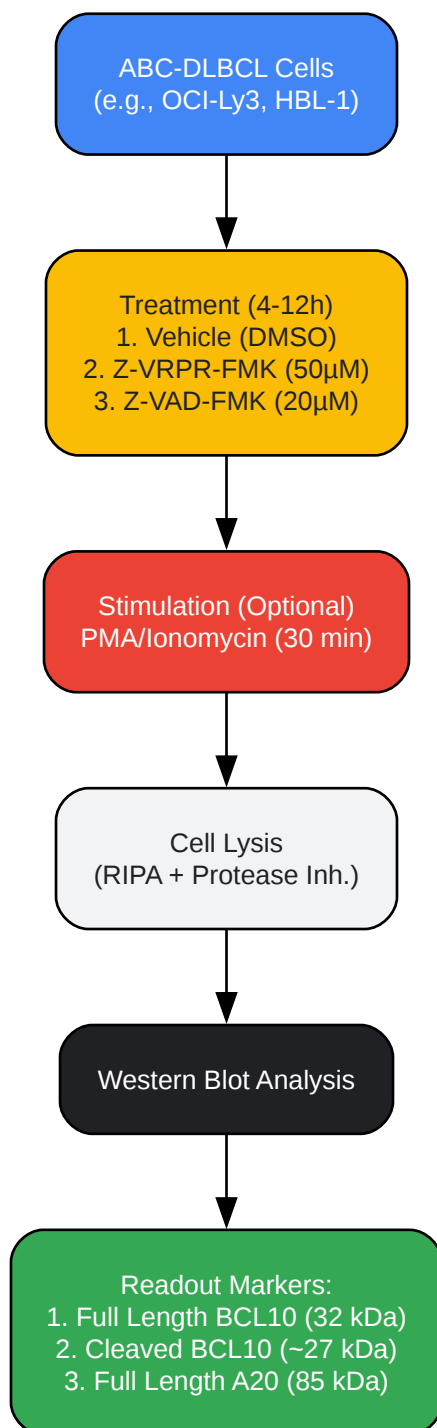 ABC-DLBCL Cells
(e.g., OCI-Ly3, HBL-1)
Treatment (4-12h)
1. Vehicle (DMSO)
2. Z-VRPR-FMK (50µM)
3. Z-VAD-FMK (20µM)
Stimulation (Optional)
PMA/Ionomycin (30 min)
Cell Lysis
(RIPA + Protease Inh.)
Western Blot Analysis
Readout Markers:
1. Full Length BCL10 (32 kDa)
2. Cleaved BCL10 (~27 kDa)
3. Full Length A20 (85 kDa)